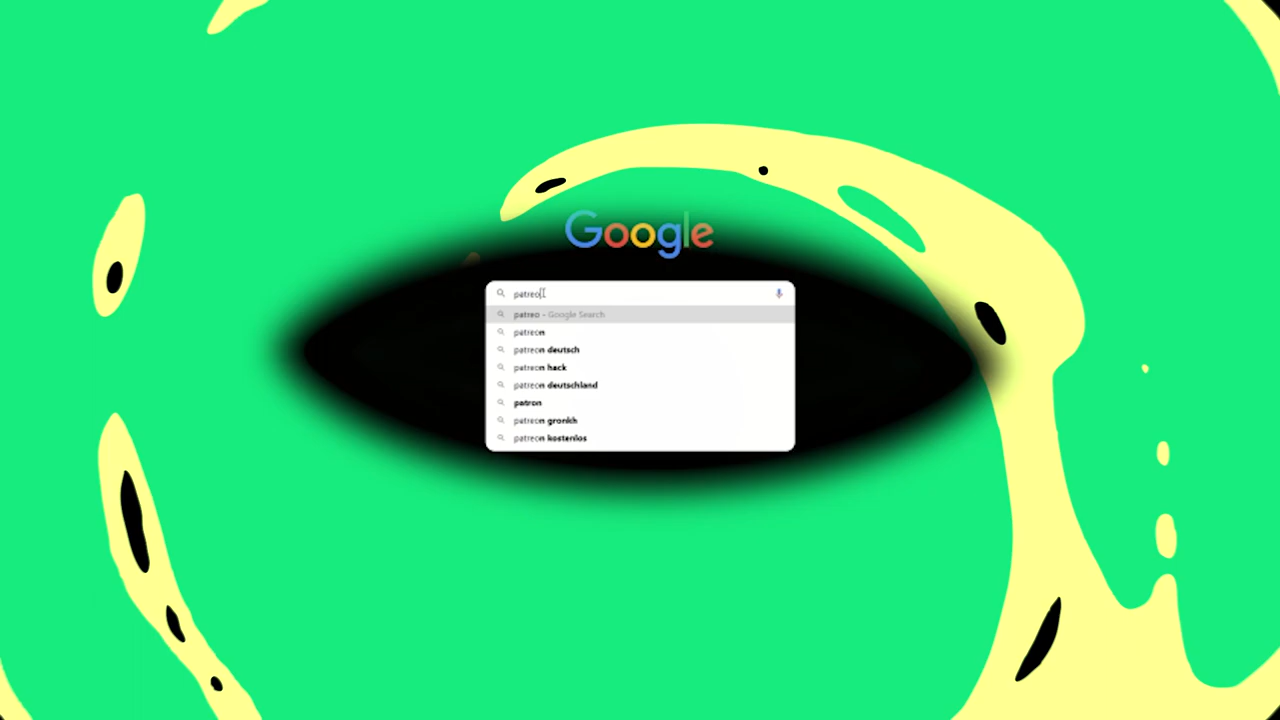 Google
patreo
patreo - Google Search
patreon
patreon deutsch
patreon hack
patreon deutschland
patron
patreon gronkh
patreon kostenlos